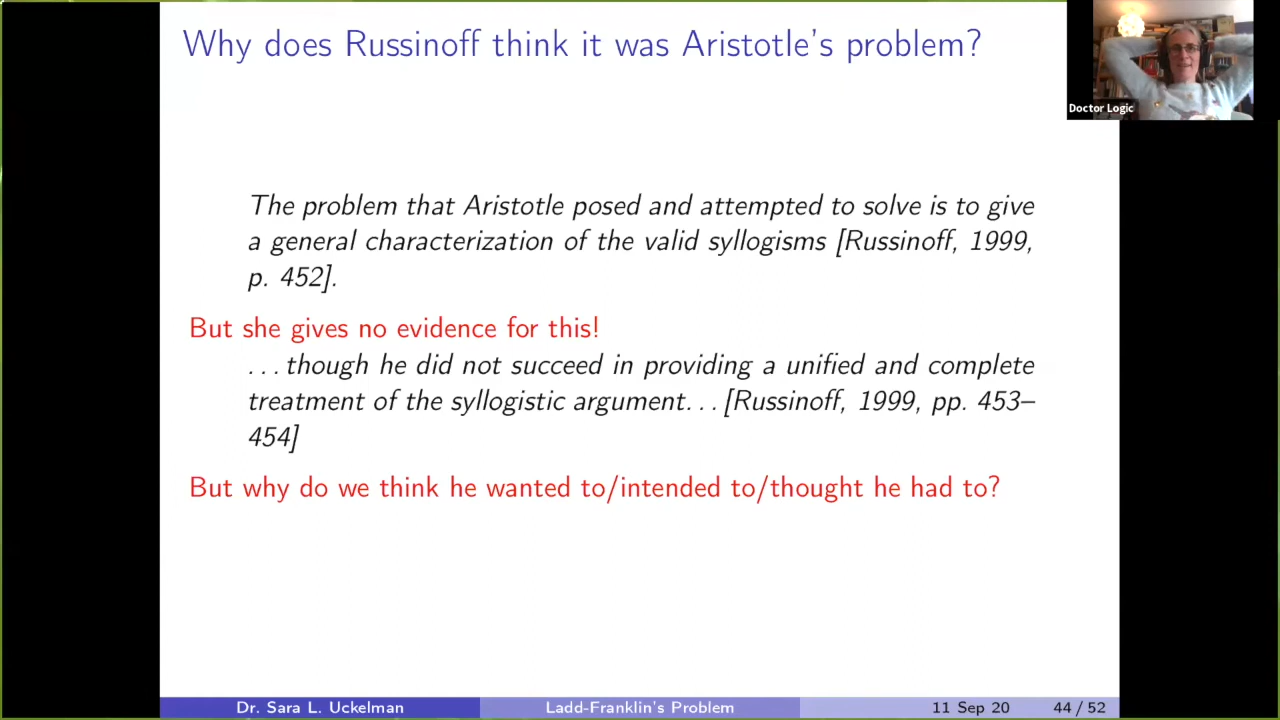 Why does Russinoff think it was Aristotle's problem?
Doctor Logic
The problem that Aristotle posed and attempted to solve is to give
a general characterization of the valid syllogisms [Russinoff, 1999,
p. 452].
But she gives no evidence for this!
...though he did not succeed in providing a unified and complete
treatment of the syllogistic argument... [Russinoff, 1999, pp. 453–
454]
But why do we think he wanted to/intended to/thought he had to?
Dr. Sara L. Uckelman
Ladd-Franklin's Problem
11 Sep 20
44 / 52